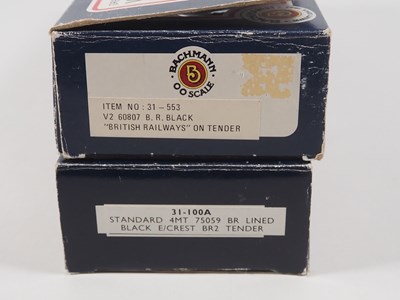 BACHMANN
OO SCALE
ITEM NO : 31 - 553
V2 60807 B. R. BLACK
"BRITISH RAILWAYS" ON TENDER
31-100A
STANDARD 4MT 75059 BR LINED
BLACK E/CREST BR2 TENDER